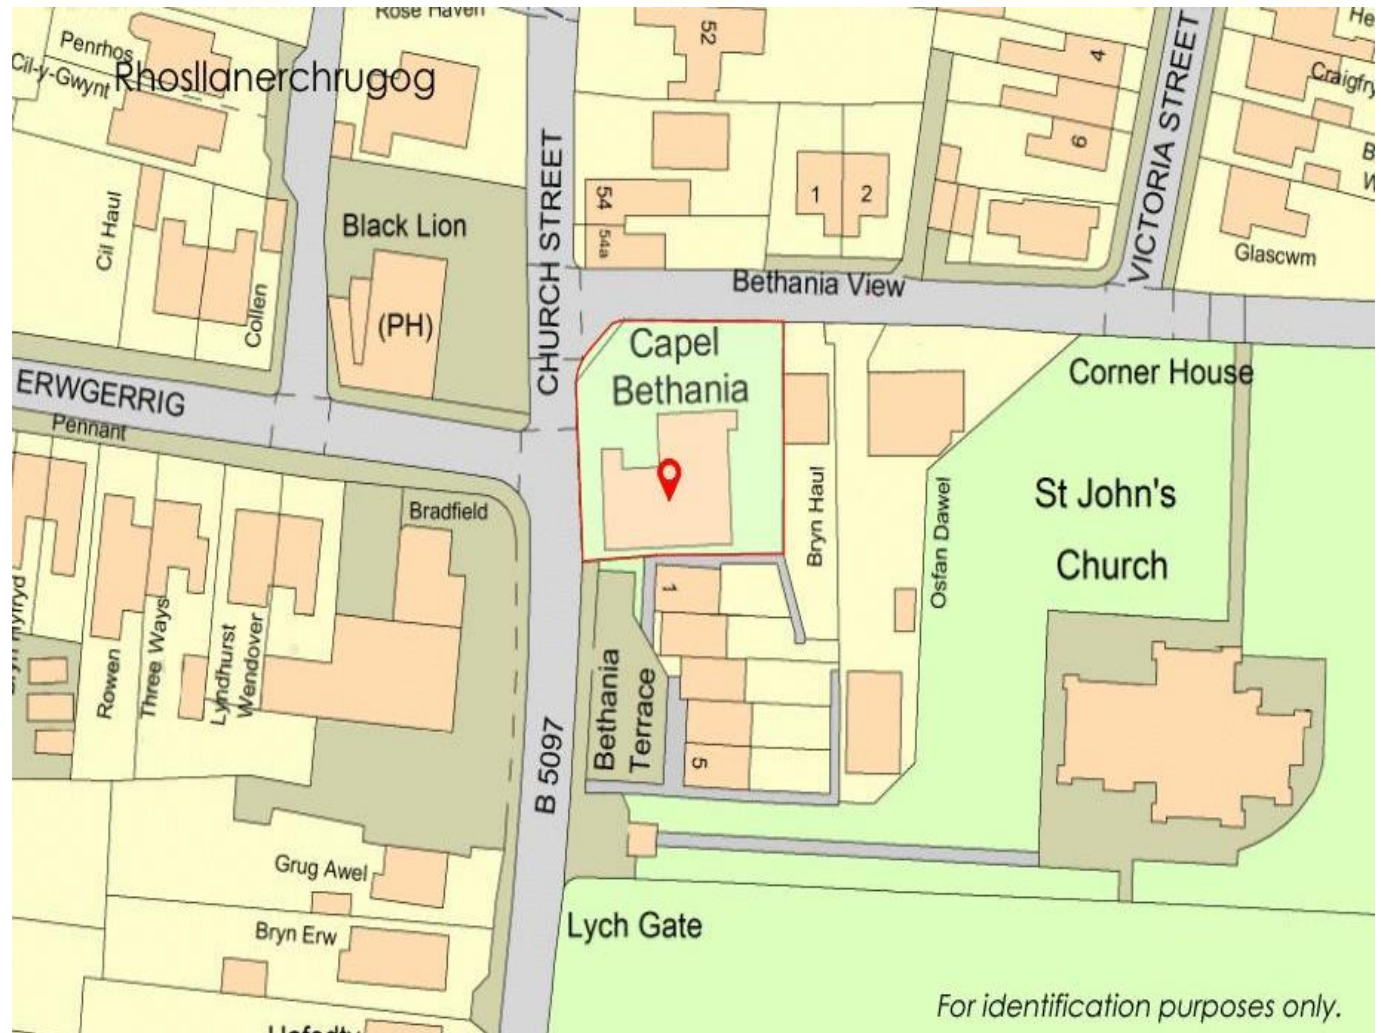 Rose Haven
Penrhos
Cil-y-Gwynt
Rhosllanerchrugog
52
4
6
VICTORIA STREET
Craigfry
He
B
W
Glascwm
Cil Haul
Collen
Black Lion
(PH)
CHURCH STREET
54
54a
1
2
Bethania View
ERWGERRIG
Pennant
Capel
Bethania
Corner House
St John's
Church
Bryn Haul
Osfan Dawel
Bradfield
Rowen
Three Ways
Lyndhurst
Wendover
1
5
Bethania
Terrace
B 5097
Grug Awel
Bryn Erw
Lych Gate
For identification purposes only.